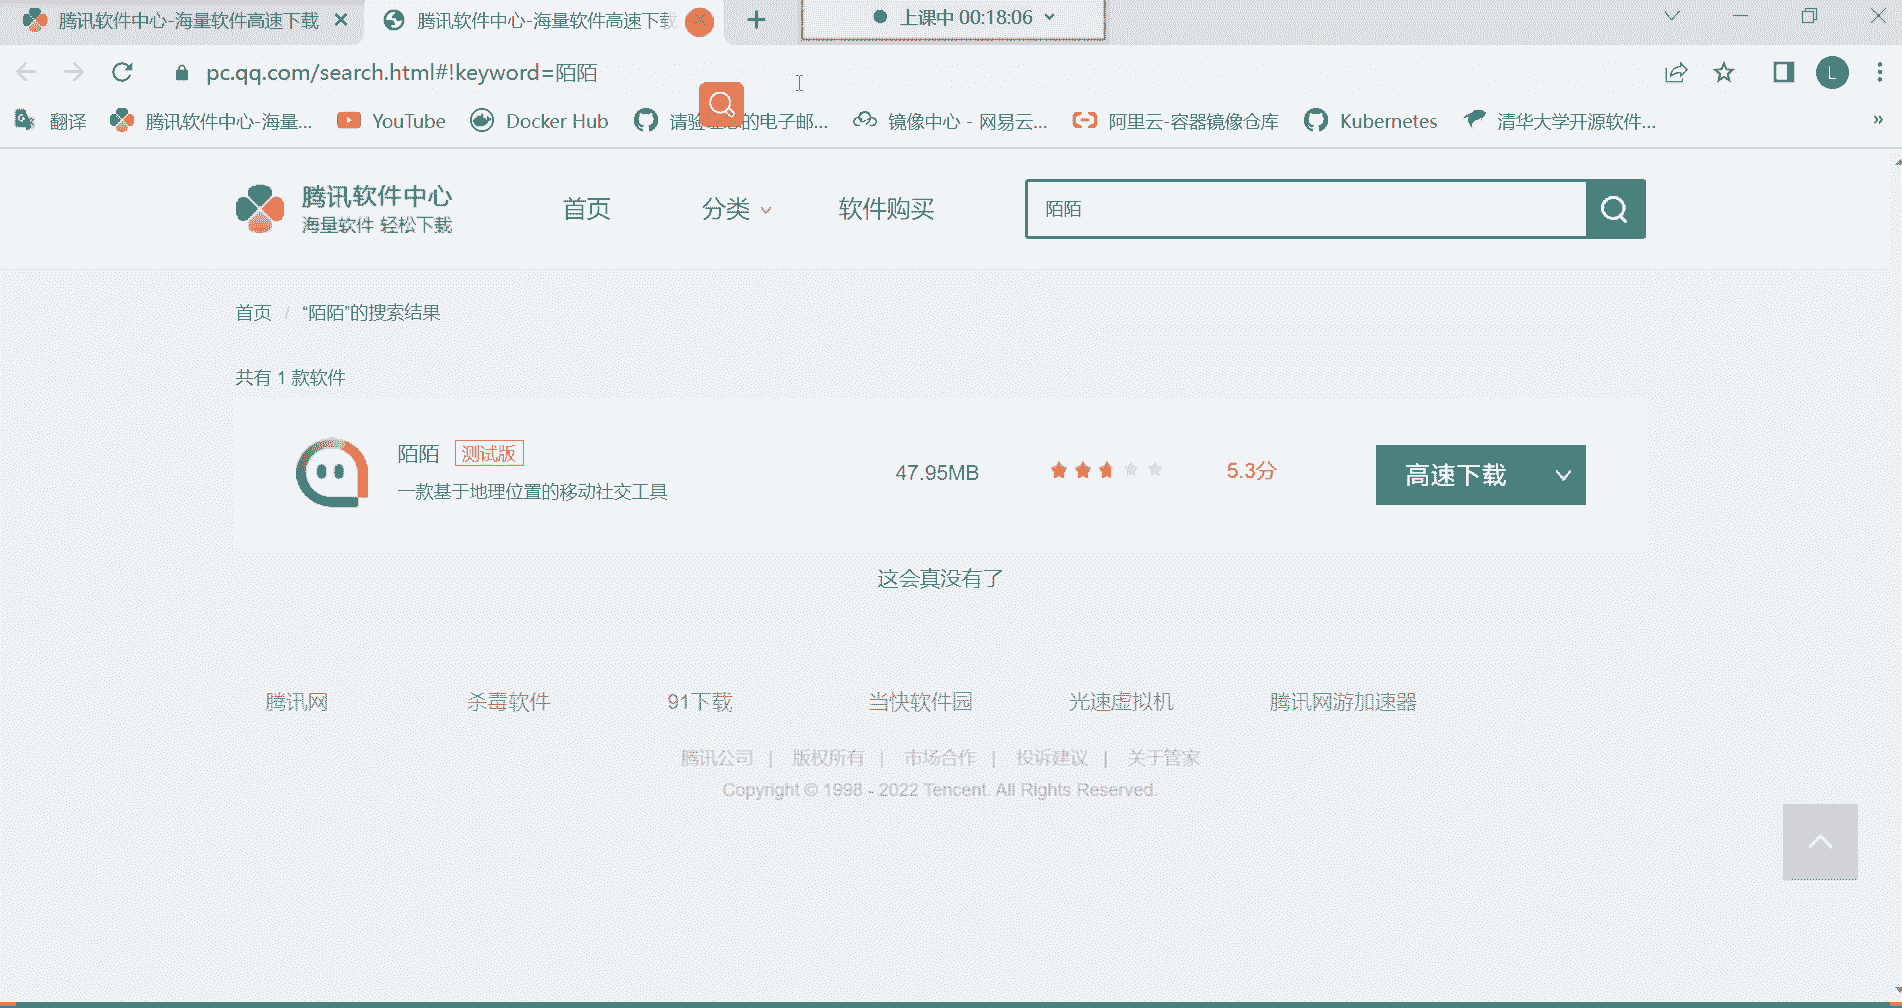 腾讯软件中心-海量软件高速下载
腾讯软件中心-海量软件高速下载
上课中 00:18:06
pc.qq.com/search.html#!keyword=陌陌
L
翻译
腾讯软件中心-海量...
YouTube
Docker Hub
的电子邮...
镜像中心 - 网易云...
阿里云-容器镜像仓库
Kubernetes
清华大学开源软件...
»
腾讯软件中心
海量软件 轻松下载
首页
分类
软件购买
陌陌
首页 / “陌陌”的搜索结果
共有 1 款软件
陌陌 测试版
一款基于地理位置的移动社交工具
47.95MB
5.3分
高速下载
这会真没有了
腾讯网
杀毒软件
91下载
当快软件园
光速虚拟机
腾讯网游加速器
腾讯公司 | 版权所有 | 市场合作 | 投诉建议 | 关于管家
Copyright © 1998 - 2022 Tencent. All Rights Reserved.